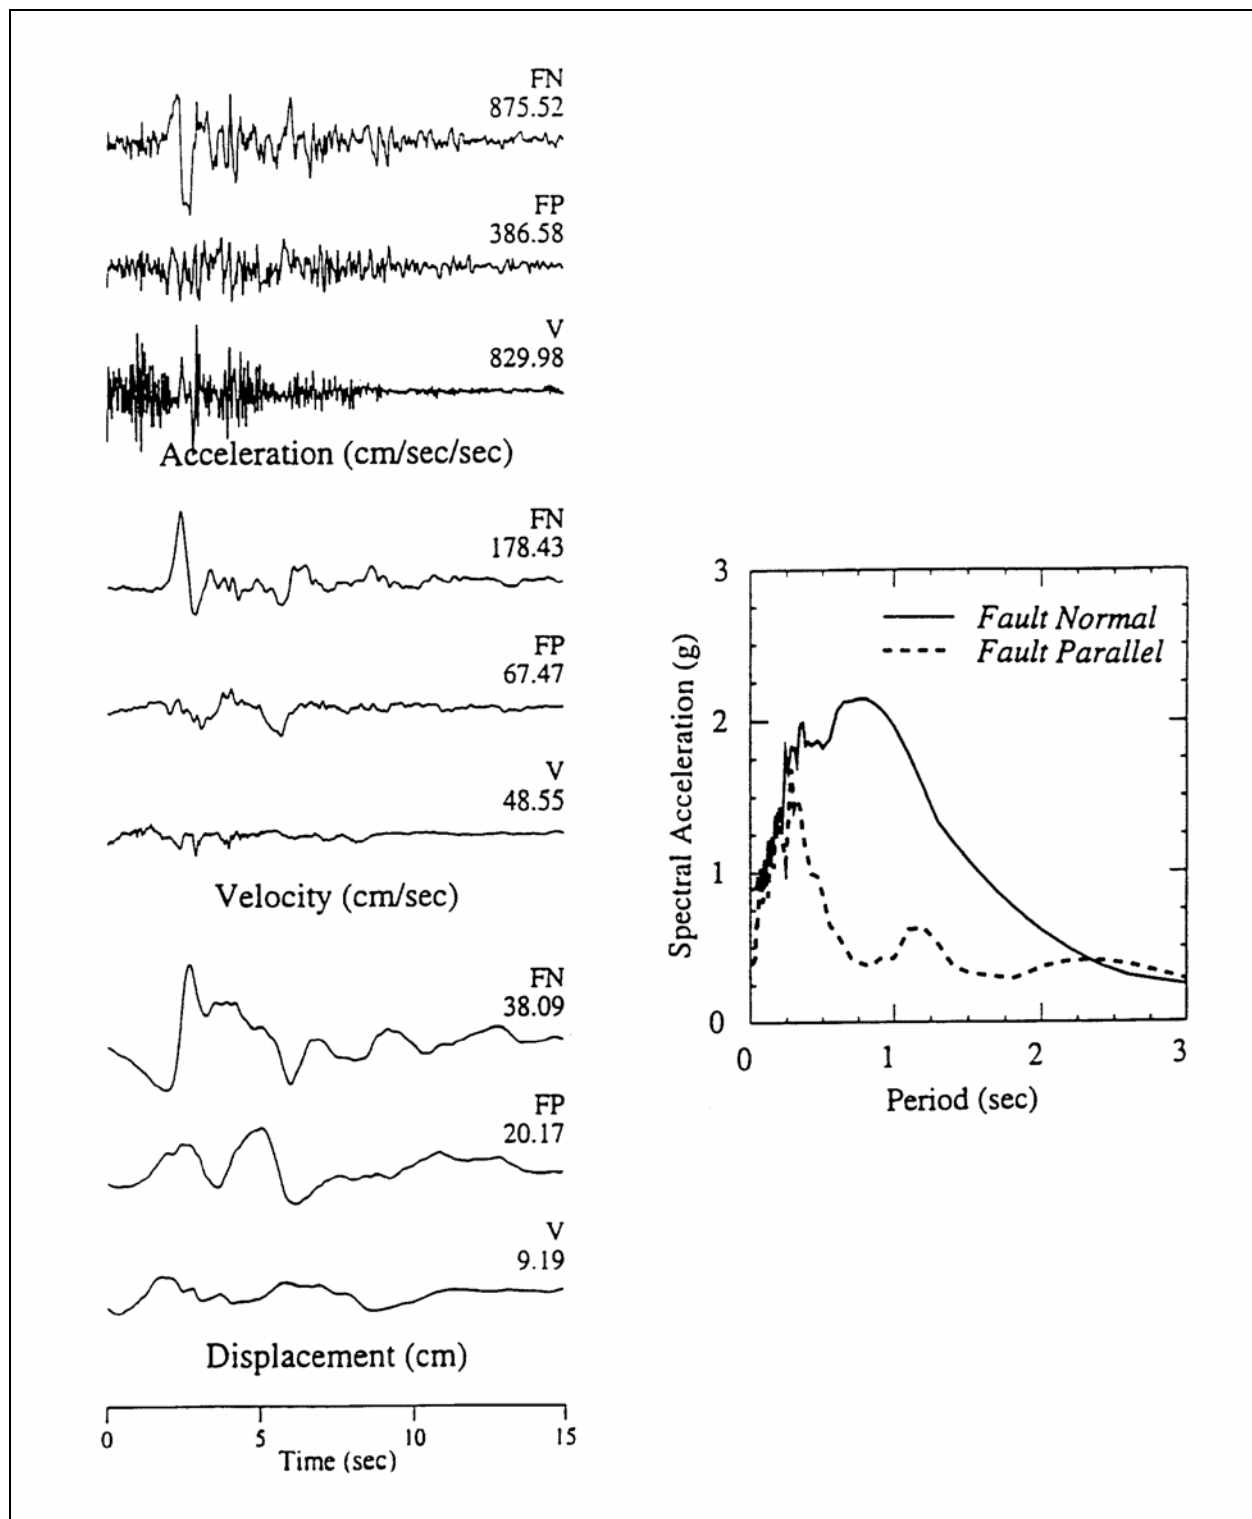 FN
875.52
FP
386.58
V
829.98
Acceleration (cm/sec/sec)
FN
178.43
FP
67.47
V
48.55
Velocity (cm/sec)
FN
38.09
FP
20.17
V
9.19
Displacement (cm)
0 5 10 15
Time (sec)
Spectral Acceleration (g)
3
2
1
0
Fault Normal
Fault Parallel
0 1 2 3
Period (sec)